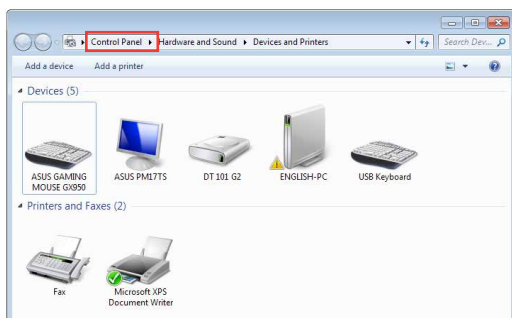 Control Panel ▸ Hardware and Sound ▸ Devices and Printers
Search Dev...
Add a device Add a printer
Devices (5)
ASUS GAMING
MOUSE GX950
ASUS PM17TS
DT 101 G2
ENGLISH-PC
USB Keyboard
Printers and Faxes (2)
Fax
Microsoft XPS
Document Writer